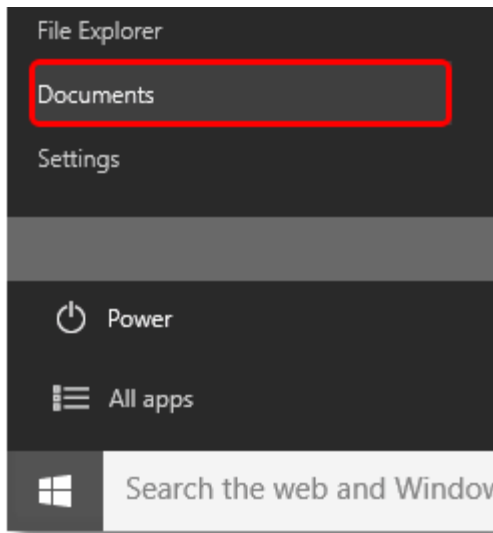 File Explorer
Documents
Settings
Power
All apps
Search the web and Window